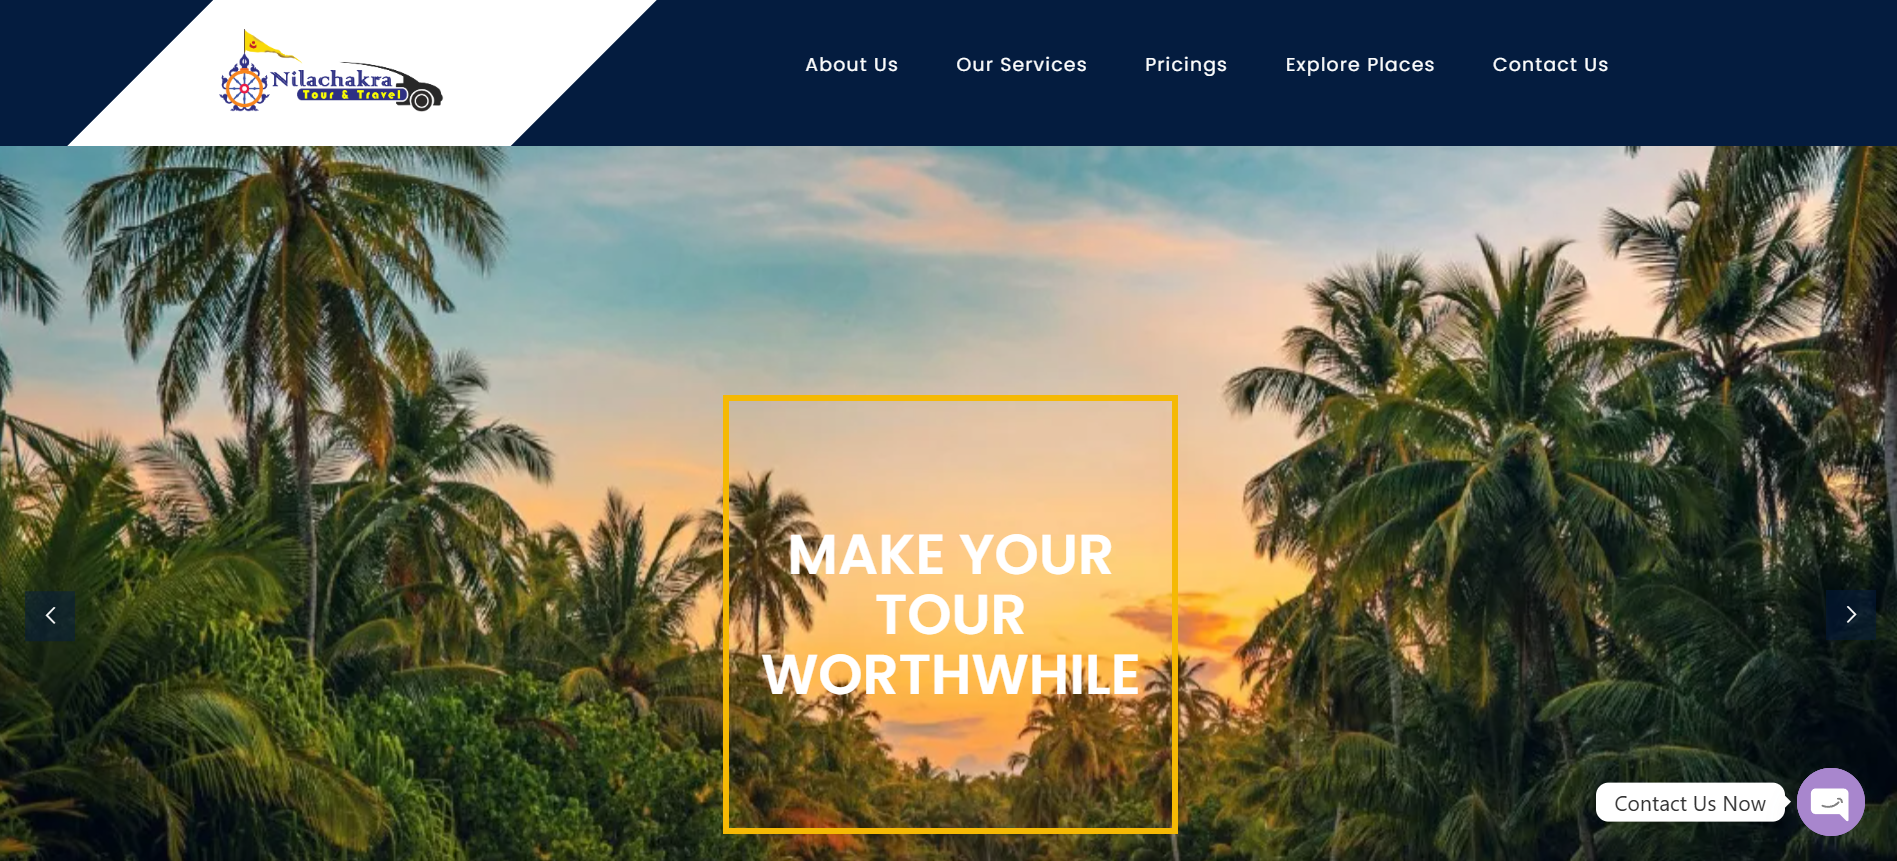 Nilachakra
Tour & Travel
About Us
Our Services
Pricings
Explore Places
Contact Us
MAKE YOUR
TOUR
WORTHWHILE
Contact Us Now